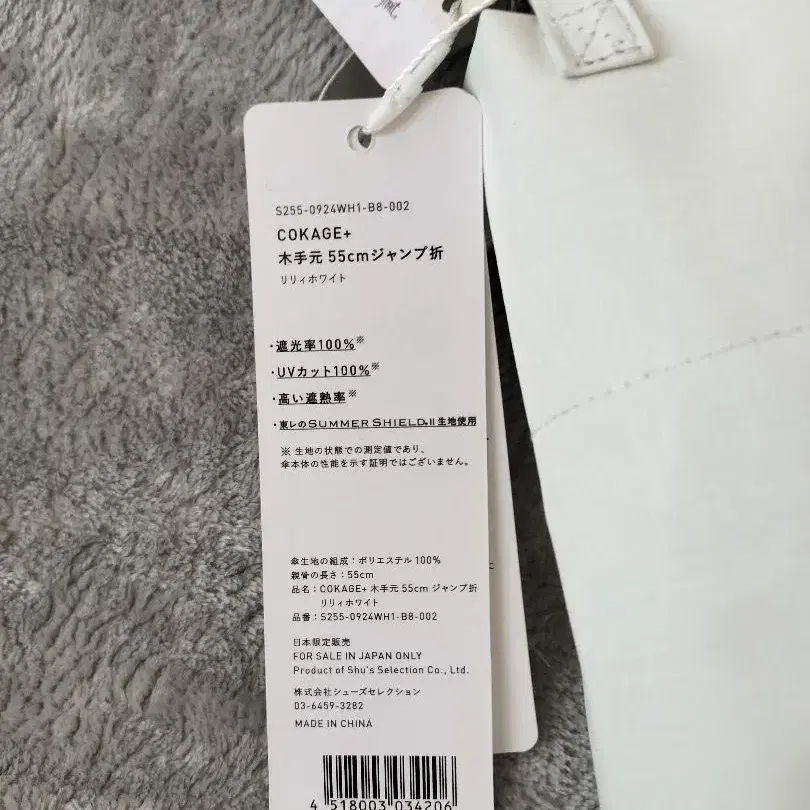 S255-0924WH1-B8-002
COKAGE+
木手元 55cmジャンプ折
リリィホワイト
・遮光率100%※
・UVカット100%※
・高い遮熱率※
・東レのSUMMER SHIELD®II生地使用
※ 生地の状態での測定値であり、
傘本体の性能を示す証明ではございません。
傘生地の組成：ポリエステル 100%
親骨の長さ：55cm
品名：COKAGE+ 木手元 55cm ジャンプ折
リリィホワイト
品番：S255-0924WH1-B8-002
日本限定販売
FOR SALE IN JAPAN ONLY
Product of Shu's Selection Co., Ltd.
株式会社シューズセレクション
03-6459-3282
MADE IN CHINA
4 518003 034206